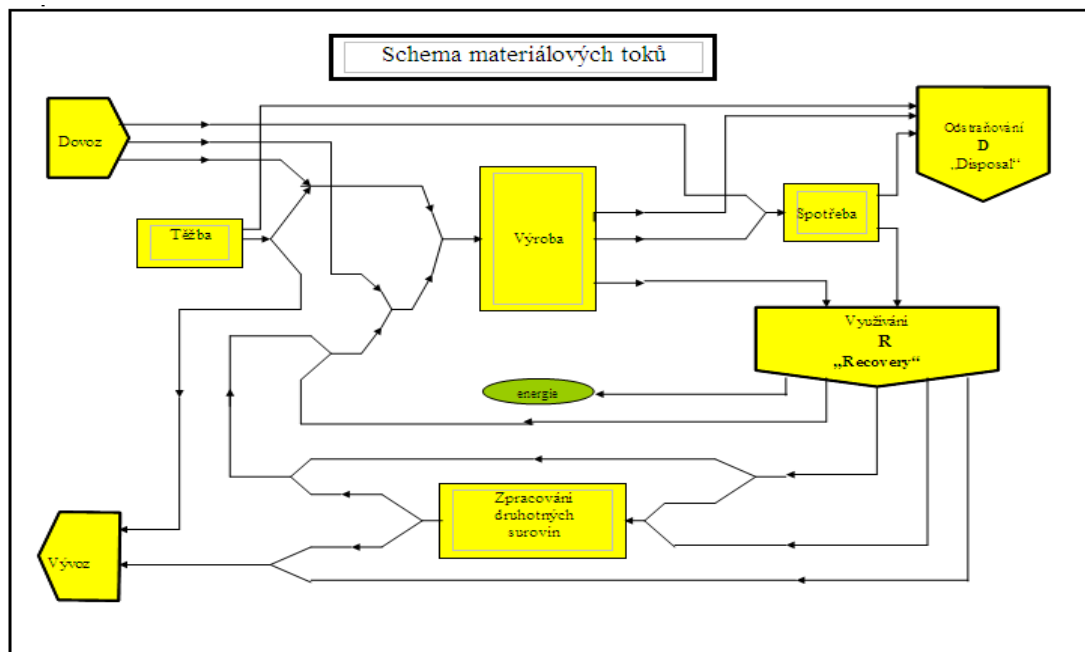 Schema materiálových toků
Dovoz
Odstraňování
D
„Disposal“
Těžba
Výroba
Spotřeba
Využívání
R
„Recovery“
energie
Zpracování
druhotných
surovin
Vývoz